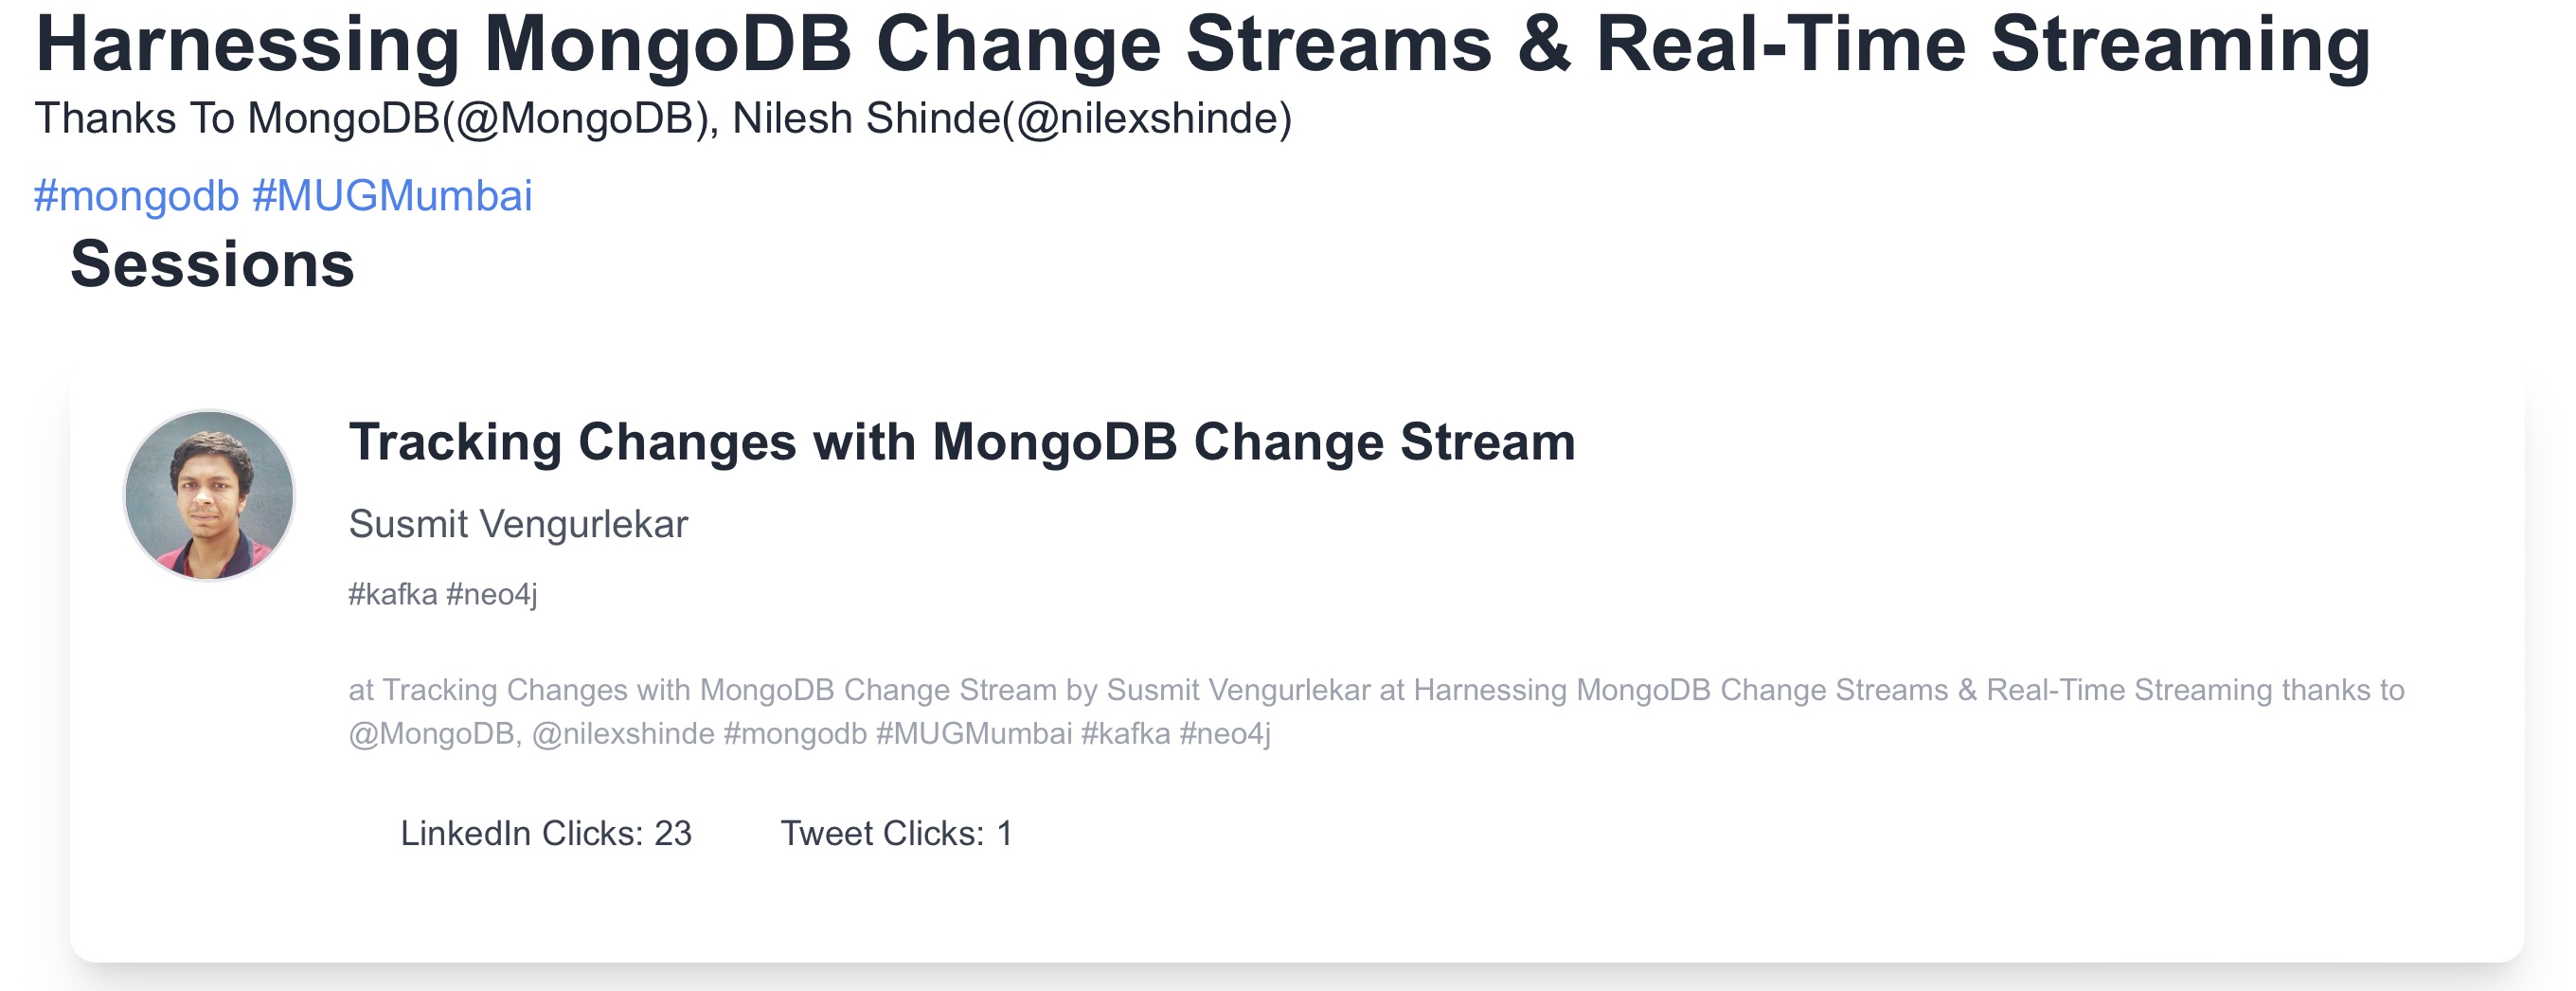 Harnessing MongoDB Change Streams & Real-Time Streaming
Thanks To MongoDB(@MongoDB), Nilesh Shinde(@nilexshinde)
#mongodb #MUGMumbai
Sessions
Tracking Changes with MongoDB Change Stream
Susmit Vengurlekar
#kafka #neo4j
at Tracking Changes with MongoDB Change Stream by Susmit Vengurlekar at Harnessing MongoDB Change Streams & Real-Time Streaming thanks to
@MongoDB, @nilexshinde #mongodb #MUGMumbai #kafka #neo4j
LinkedIn Clicks: 23 Tweet Clicks: 1